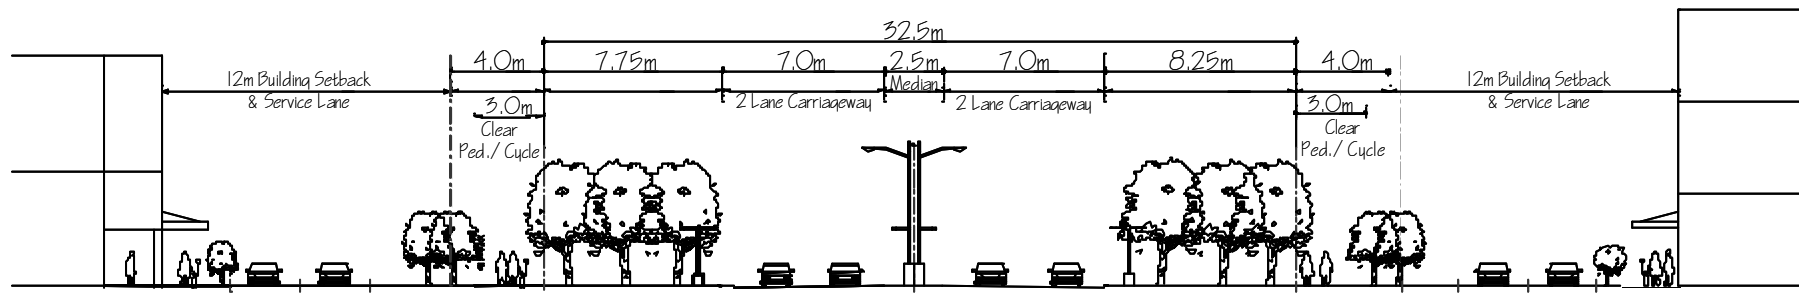 32.5m
4.0m 7.75m 7.0m 2.5m 7.0m 8.25m 4.0m
12m Building Setback Median 12m Building Setback
& Service Lane 3.0m 2 Lane Carriageway 2 Lane Carriageway 3.0m & Service Lane
Clear Clear
Ped./ Cycle Ped./ Cycle